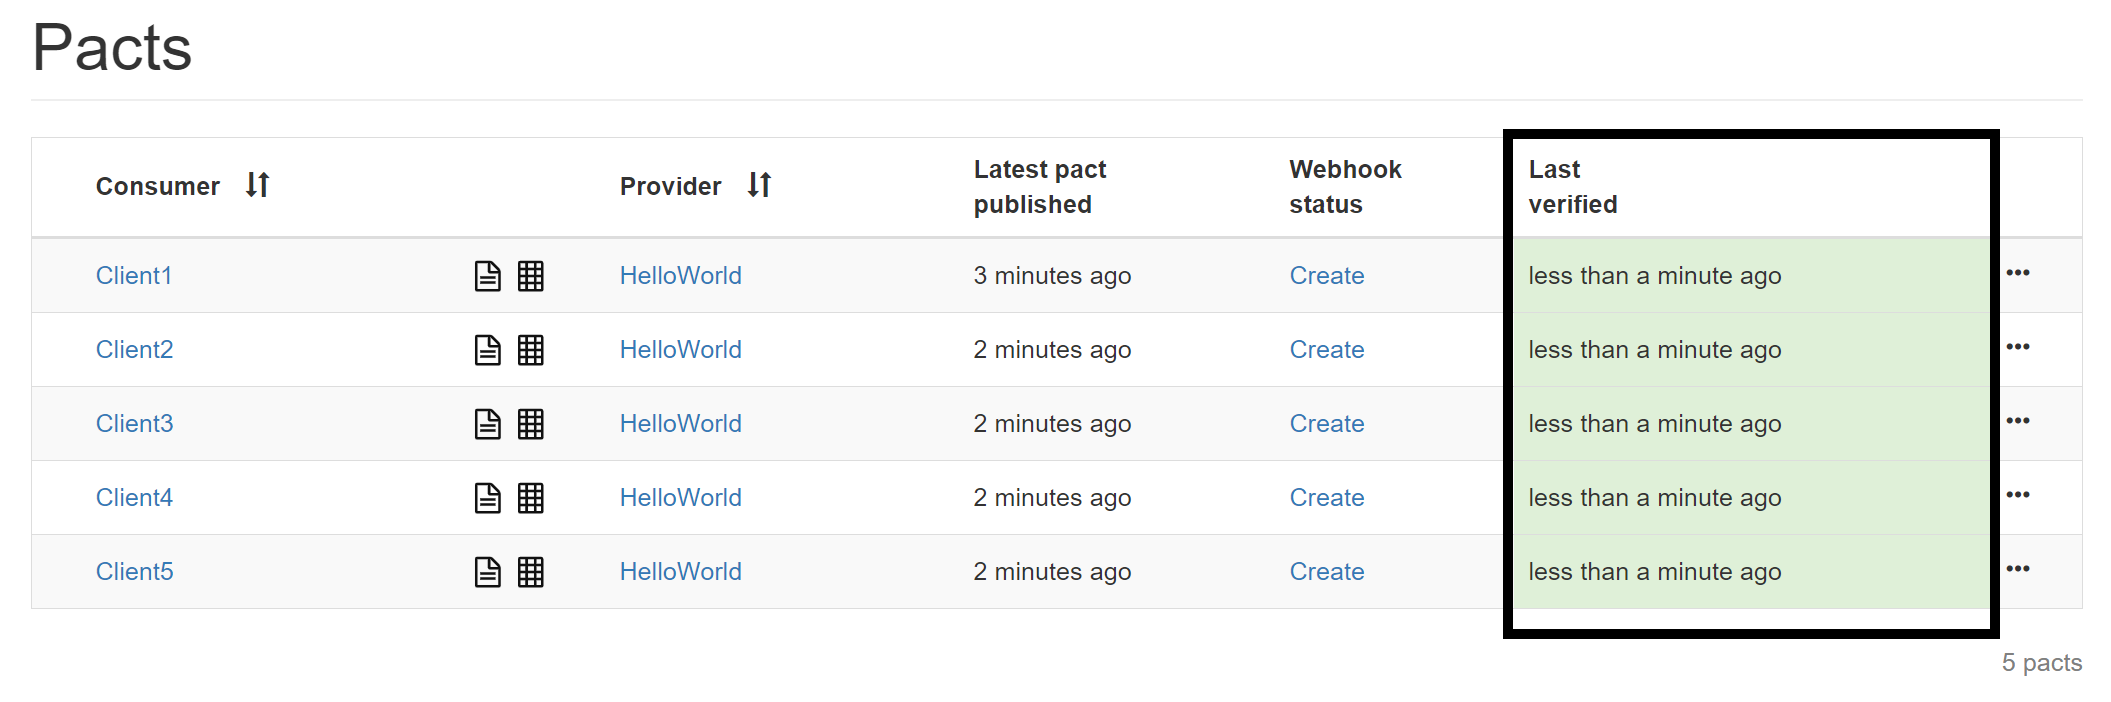 Pacts
Consumer Provider Latest pact published Webhook status Last verified
Client1 HelloWorld 3 minutes ago Create less than a minute ago
Client2 HelloWorld 2 minutes ago Create less than a minute ago
Client3 HelloWorld 2 minutes ago Create less than a minute ago
Client4 HelloWorld 2 minutes ago Create less than a minute ago
Client5 HelloWorld 2 minutes ago Create less than a minute ago
5 pacts